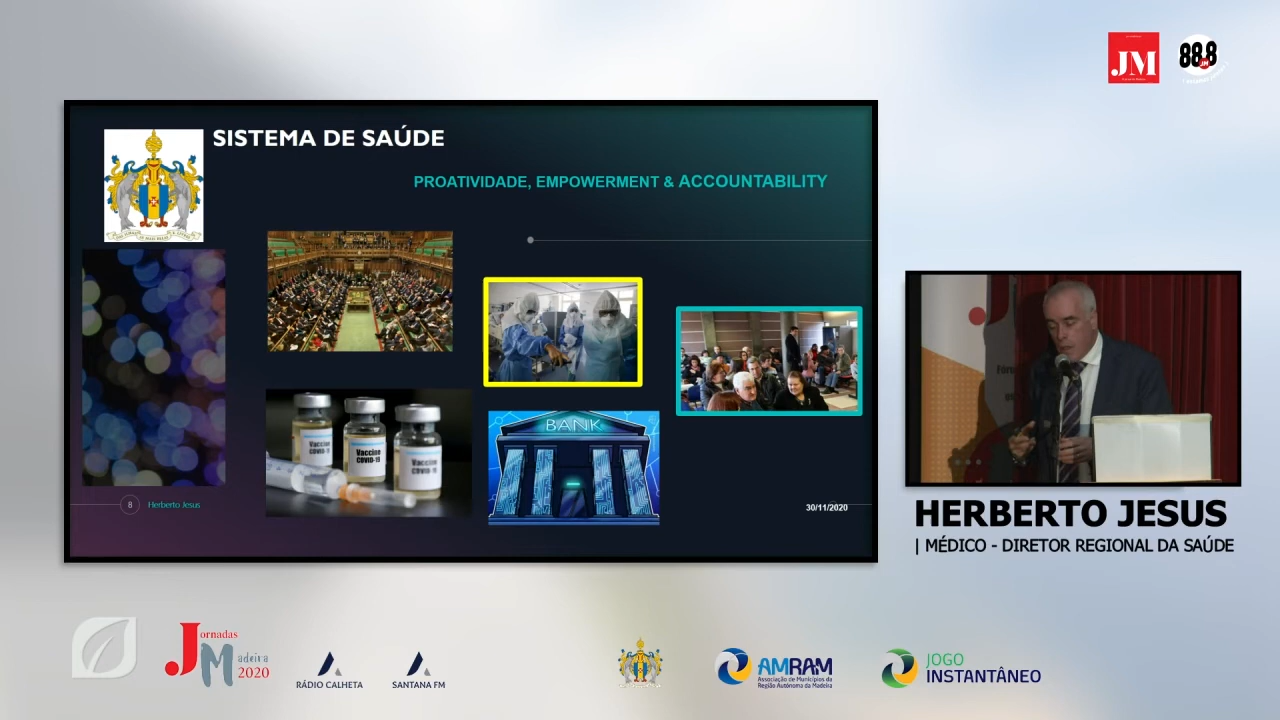 JM
88.8
JM
SISTEMA DE SAÚDE
PROATIVIDADE, EMPOWERMENT & ACCOUNTABILITY
Vaccine
COVID-19
Vaccine
COVID-19
Vaccine
COVID-19
BANK
8
Herberto Jesus
30/11/2020
HERBERTO JESUS
| MÉDICO - DIRETOR REGIONAL DA SAÚDE
Jornadas
Madeira
2020
RÁDIO CALHETA
SANTANA FM
AMRAM
Associação de Municípios da
Região Autónoma da Madeira
JOGO
INSTANTÂNEO